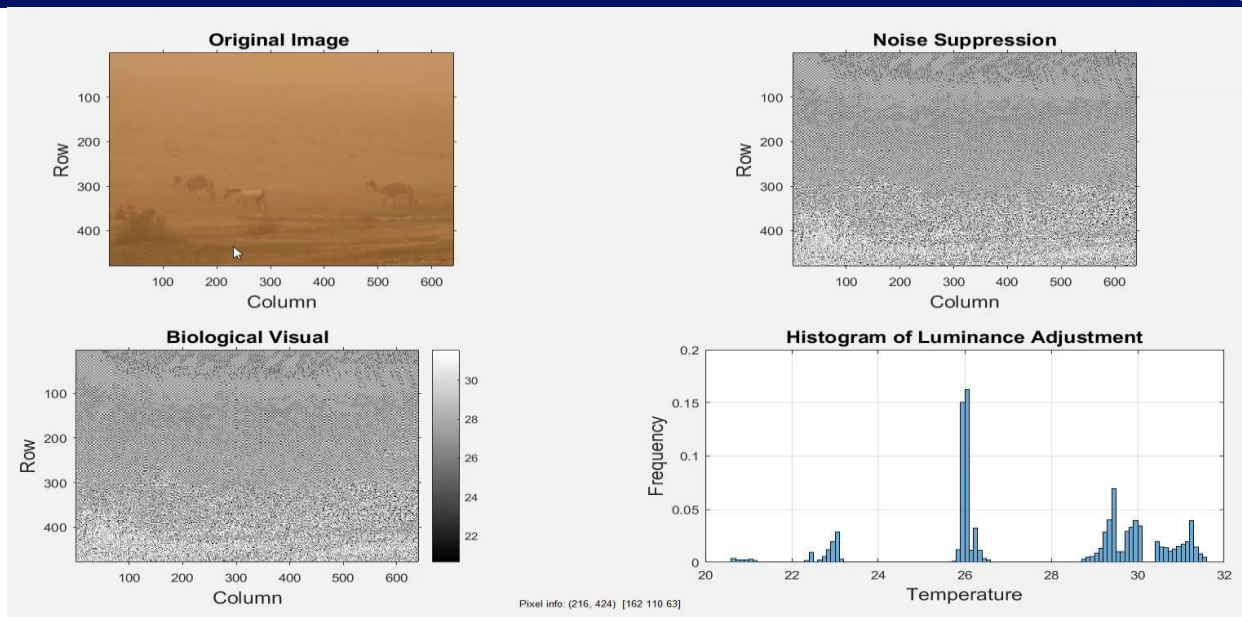 Original Image
Row
100
200
300
400
100 200 300 400 500 600
Column
Noise Suppression
Row
100
200
300
400
100 200 300 400 500 600
Column
Biological Visual
Row
100
200
300
400
100 200 300 400 500 600
Column
30
28
26
24
22
Histogram of Luminance Adjustment
Frequency
0.2
0.15
0.1
0.05
0
20 22 24 26 28 30 32
Temperature
Pixel info: (216, 424) [162 110 63]